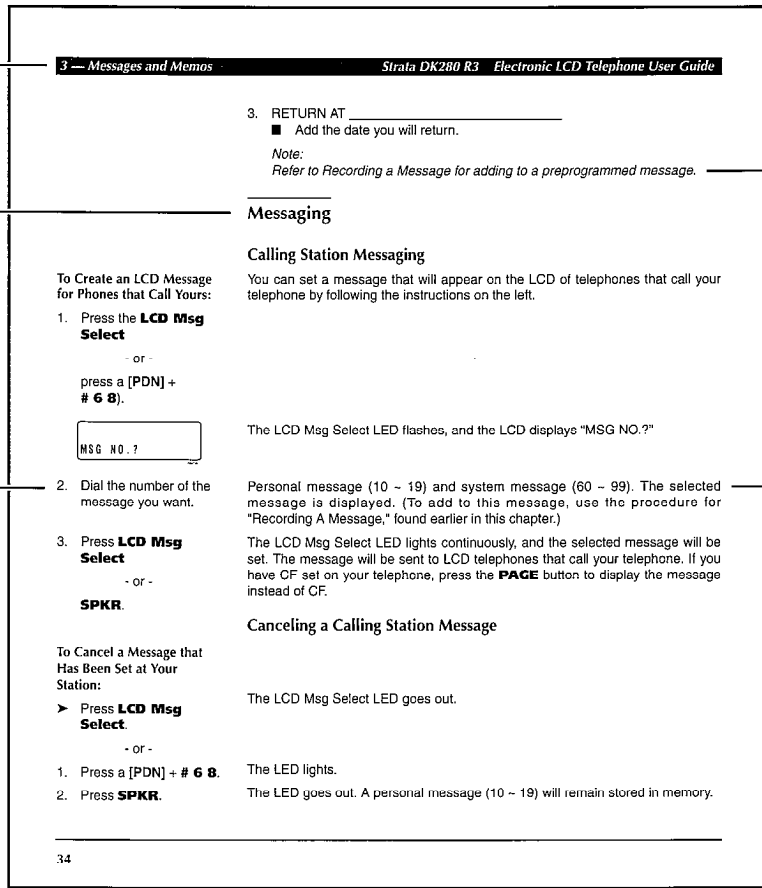 3 — Messages and Memos Strata DK280 R3 Electronic LCD Telephone User Guide
3. RETURN AT
■ Add the date you will return.
Note:
Refer to Recording a Message for adding to a preprogrammed message.
Messaging
Calling Station Messaging
To Create an LCD Message
for Phones that Call Yours:
You can set a message that will appear on the LCD of telephones that call your
telephone by following the instructions on the left.
1. Press the LCD Msg
Select
- or -
press a [PDN] +
# 6 8).
MSG NO.?
The LCD Msg Select LED flashes, and the LCD displays "MSG NO.?"
2. Dial the number of the
message you want.
Personal message (10 ~ 19) and system message (60 ~ 99). The selected
message is displayed. (To add to this message, use the procedure for
"Recording A Message," found earlier in this chapter.)
3. Press LCD Msg
Select
- or -
SPKR.
The LCD Msg Select LED lights continuously, and the selected message will be
set. The message will be sent to LCD telephones that call your telephone. If you
have CF set on your telephone, press the PAGE button to display the message
instead of CF.
Canceling a Calling Station Message
To Cancel a Message that
Has Been Set at Your
Station:
➤ Press LCD Msg
Select.
The LCD Msg Select LED goes out.
- or -
1. Press a [PDN] + # 6 8.
The LED lights.
2. Press SPKR.
The LED goes out. A personal message (10 ~ 19) will remain stored in memory.
34